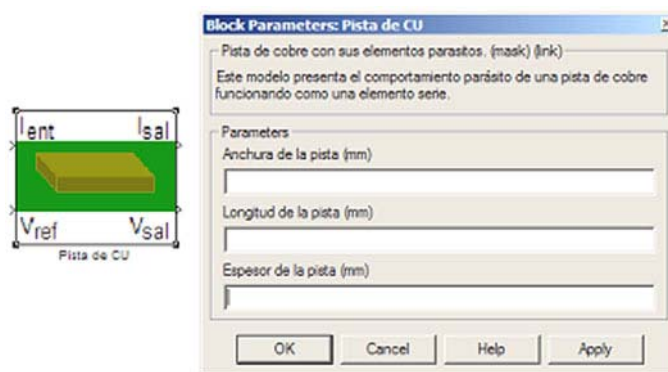 Block Parameters: Pista de CU
Pista de cobre con sus elementos parasitos. (mask) (link)
Este modelo presenta el comportamiento parásito de una pista de cobre
funcionando como una elemento serie.
Parameters
Anchura de la pista (mm)
Longitud de la pista (mm)
Espesor de la pista (mm)
OK Cancel Help Apply
Ient Isal
Vref Vsal
Pista de CU